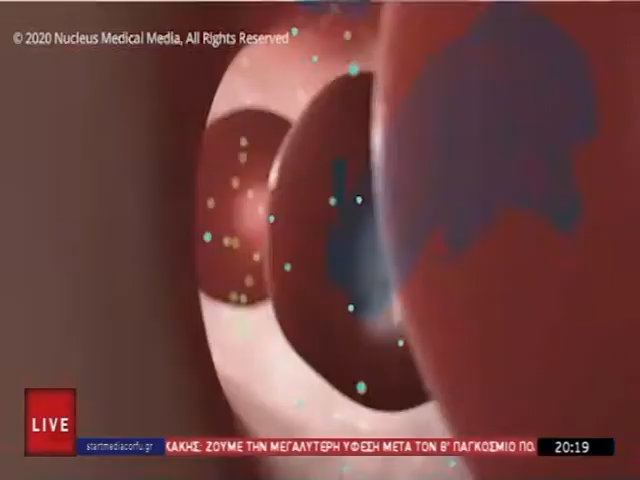 © 2020 Nucleus Medical Media, All Rights Reserved
LIVE
startmediacorfu.gr
ΚΑΚΗΣ: ΖΟΥΜΕ ΤΗΝ ΜΕΓΑΛΥΤΕΡΗ ΥΦΕΣΗ ΜΕΤΑ ΤΟΝ Β' ΠΑΓΚΟΣΜΙΟ ΠΟ
20:19